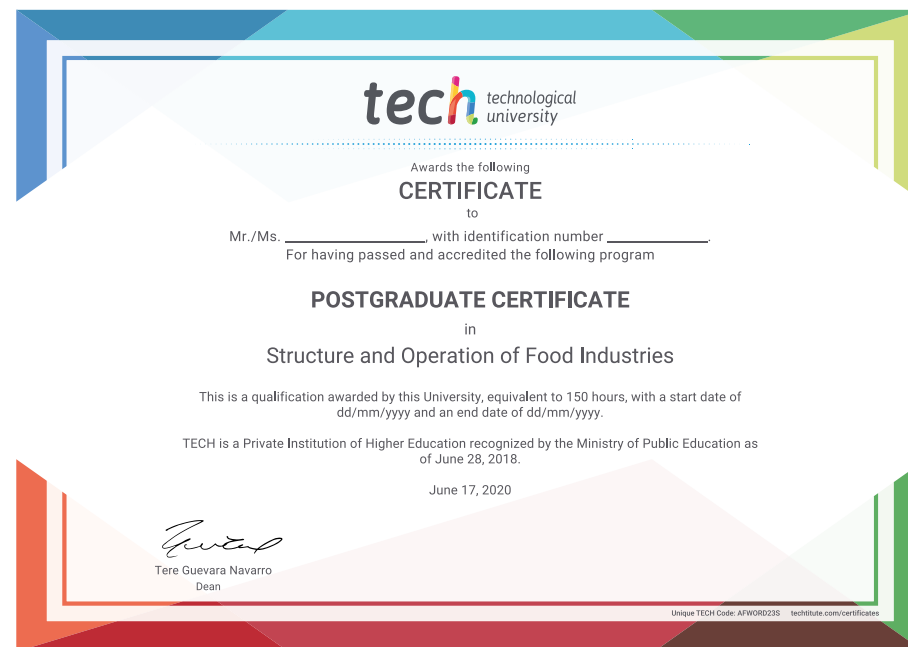 tech technological
university
Awards the following
CERTIFICATE
to
Mr./Ms. ____________, with identification number ____________.
For having passed and accredited the following program
POSTGRADUATE CERTIFICATE
in
Structure and Operation of Food Industries
This is a qualification awarded by this University, equivalent to 150 hours, with a start date of
dd/mm/yyyy and an end date of dd/mm/yyyy.
TECH is a Private Institution of Higher Education recognized by the Ministry of Public Education as
of June 28, 2018.
June 17, 2020
Tere Guevara Navarro
Dean
Unique TECH Code: AFWORD23S techtitute.com/certificates